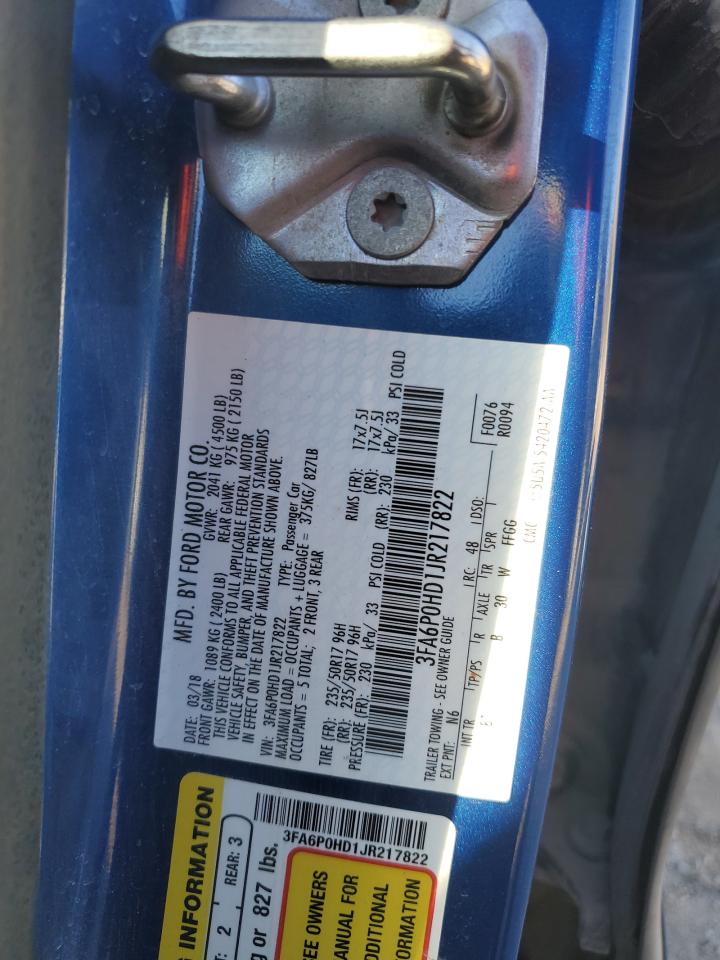 MFD. BY FORD MOTOR CO.
DATE: 03/18 GVWR: 2041 KG ( 4500 LB)
FRONT GAWR: 1089 KG ( 2400 LB) REAR GAWR: 975 KG ( 2150 LB)
THIS VEHICLE CONFORMS TO ALL APPLICABLE FEDERAL MOTOR
VEHICLE SAFETY, BUMPER, AND THEFT PREVENTION STANDARDS
IN EFFECT ON THE DATE OF MANUFACTURE SHOWN ABOVE.
VIN: 3FA6P0HD1JR217822 TYPE: Passenger Car
MAXIMUM LOAD = OCCUPANTS + LUGGAGE = 375KG/ 827LB
OCCUPANTS = 5 TOTAL; 2 FRONT, 3 REAR
TIRE (FR): 235/50R17 96H RIMS (FR): 17x7.5J
(RR): 235/50R17 96H (RR): 17x7.5J
PRESSURE (FR): 230 kPa/ 33 PSI COLD (RR): 230 kPa/ 33 PSI COLD
3FA6P0HD1JR217822
TRAILER TOWING - SEE OWNER GUIDE
EXT PNT: N6 RC: 48 DSO: F0076
R0094
INT TR TP/PS R AXLE TR SPR
B 30 W FFGG
3FA6P0HD1JR217822
INFORMATION
2 REAR: 3
or 827 lbs.
SEE OWNERS
MANUAL FOR